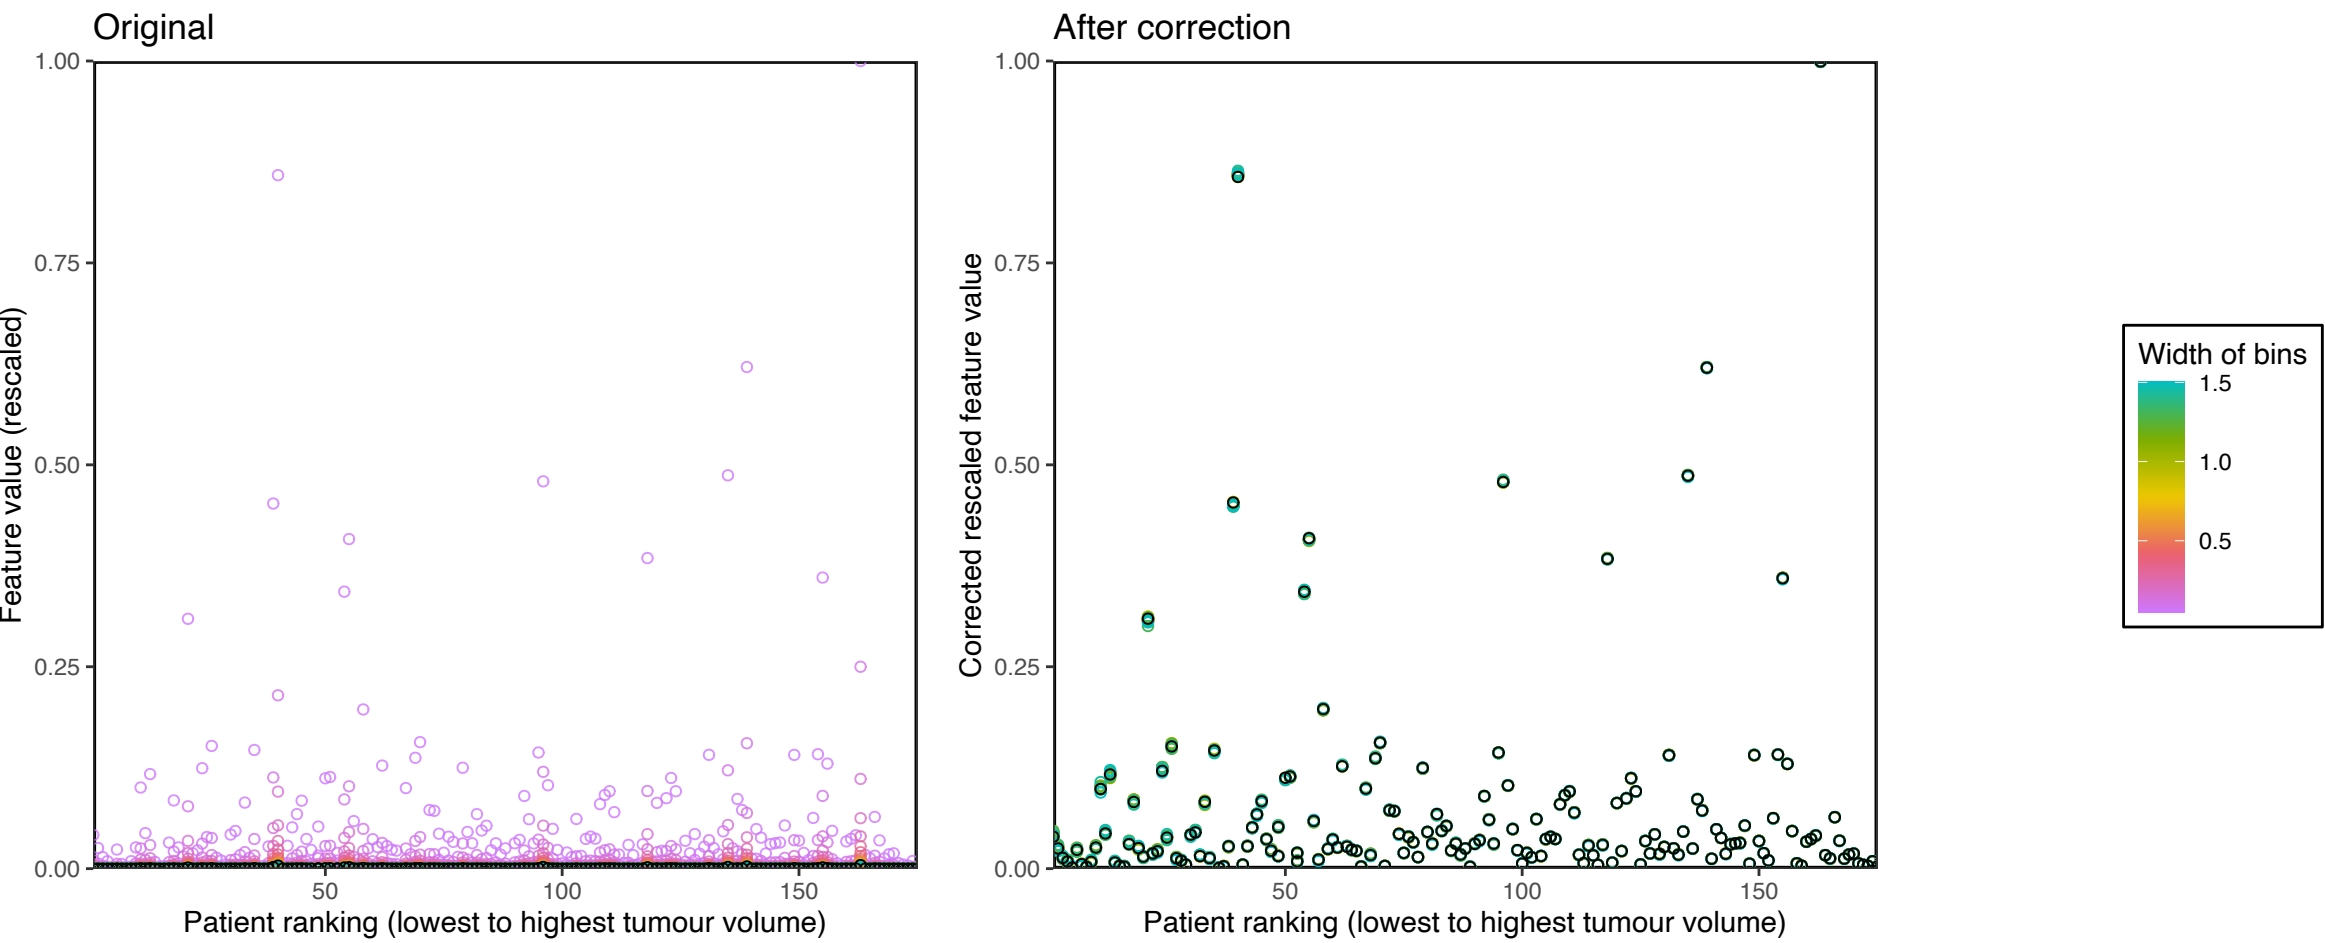 Original
1.00
0.75
0.50
0.25
0.00
50 100 150
Patient ranking (lowest to highest tumour volume)
Feature value (rescaled)
After correction
1.00
0.75
0.50
0.25
0.00
50 100 150
Patient ranking (lowest to highest tumour volume)
Corrected rescaled feature value
Width of bins
1.5
1.0
0.5